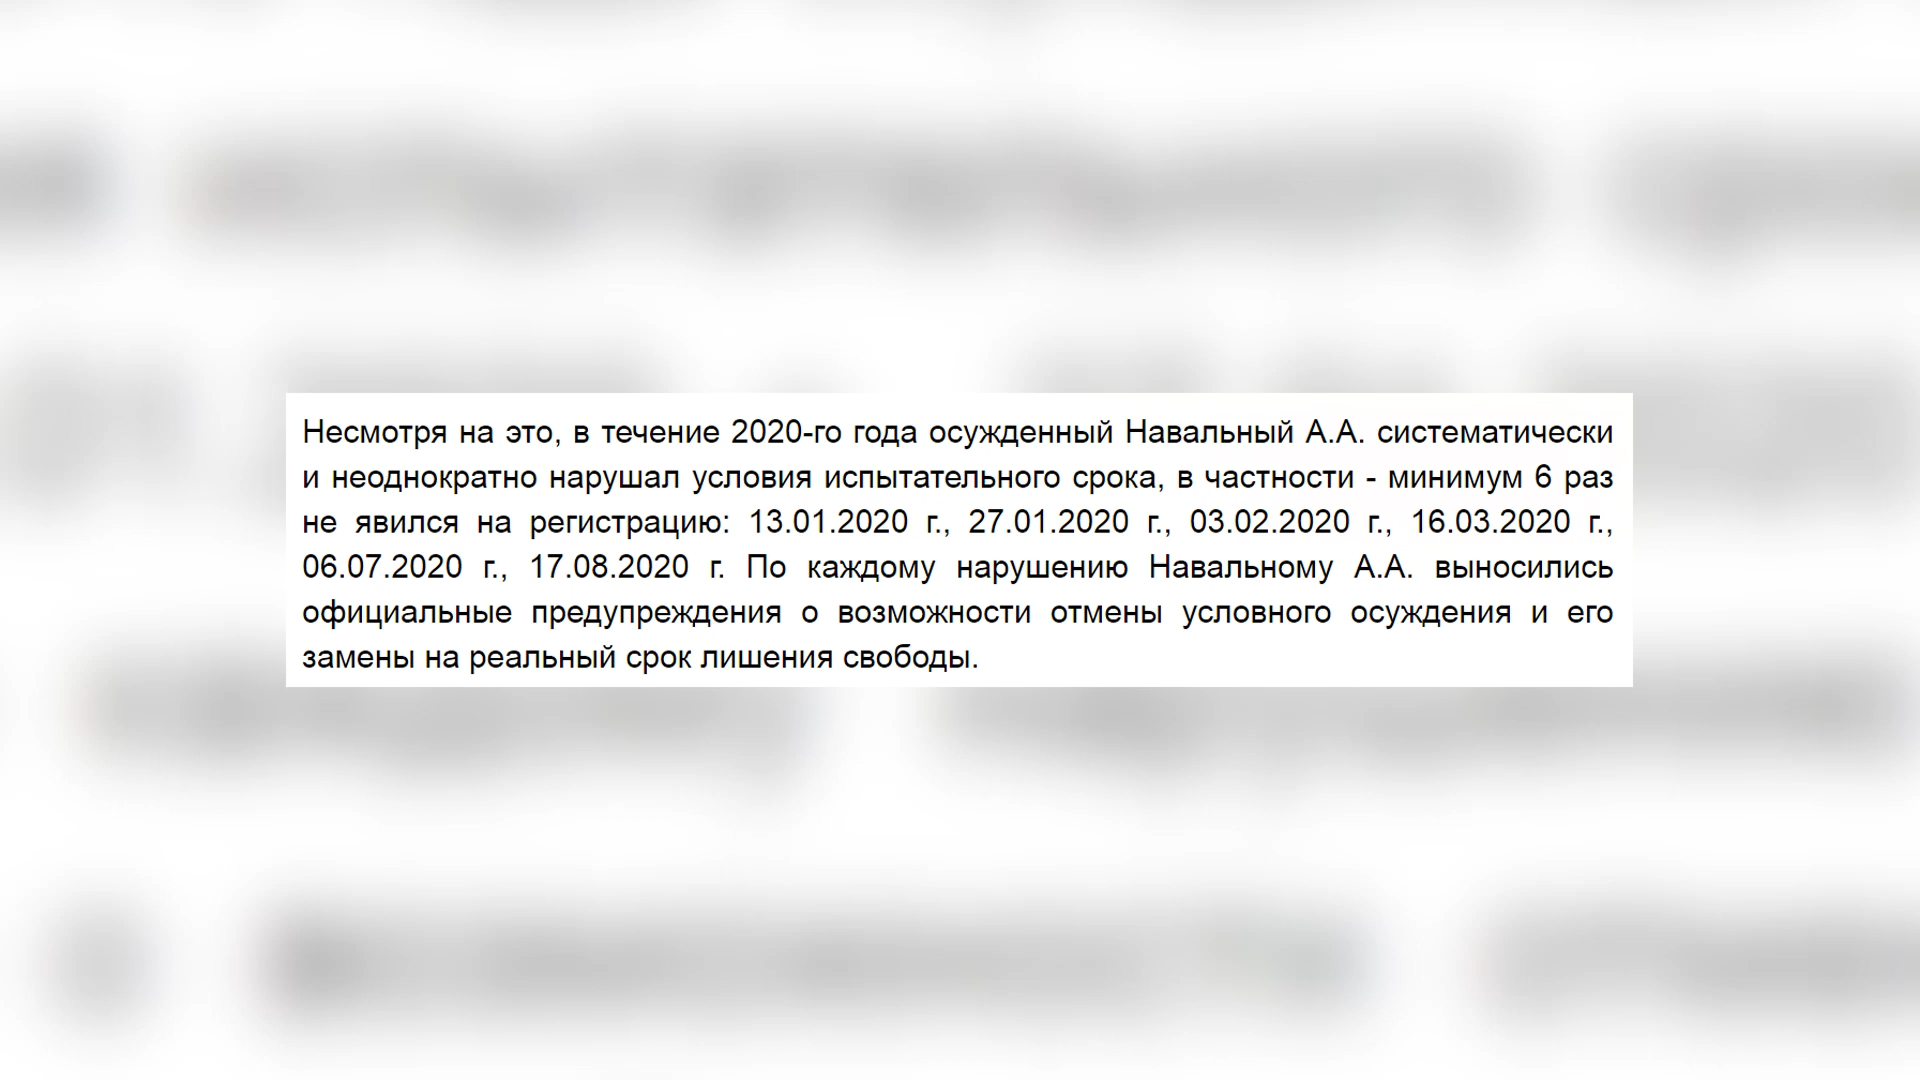 Несмотря на это, в течение 2020-го года осужденный Навальный А.А. систематически
и неоднократно нарушал условия испытательного срока, в частности - минимум 6 раз
не явился на регистрацию: 13.01.2020 г., 27.01.2020 г., 03.02.2020 г., 16.03.2020 г.,
06.07.2020 г., 17.08.2020 г. По каждому нарушению Навальному А.А. выносились
официальные предупреждения о возможности отмены условного осуждения и его
замены на реальный срок лишения свободы.